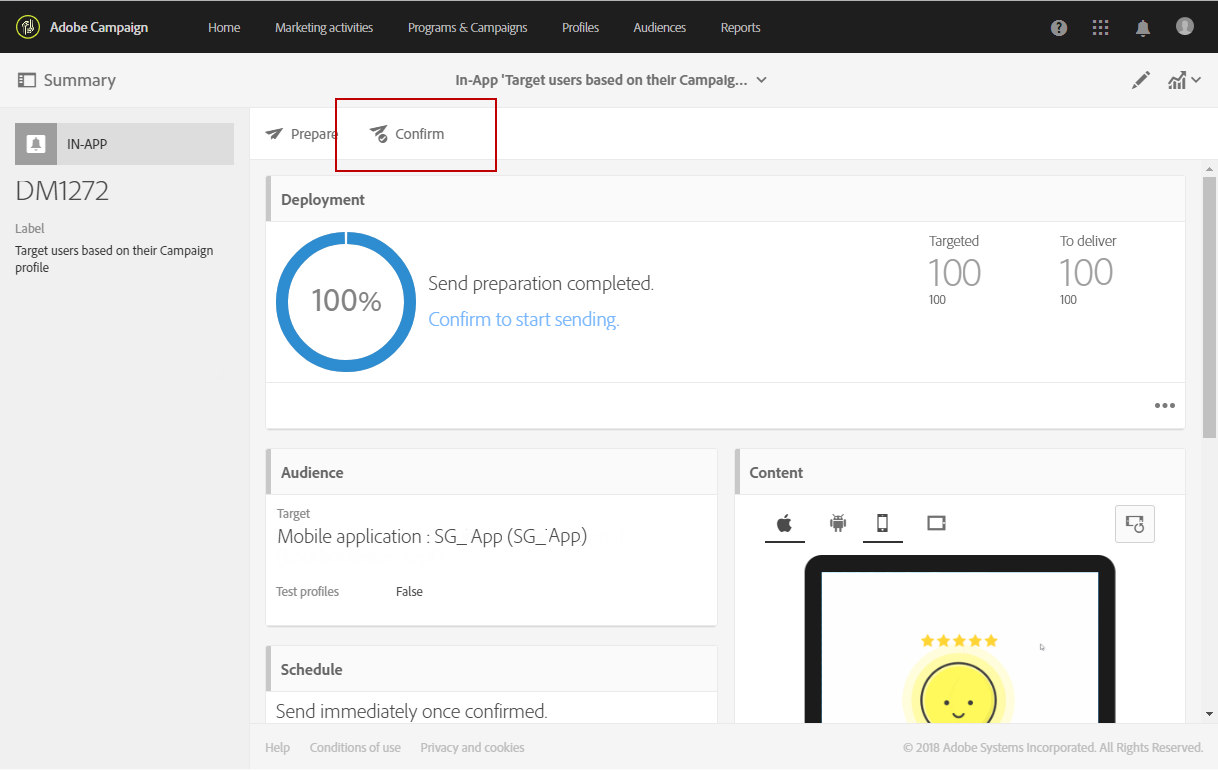 Adobe Campaign Home Marketing activities Programs & Campaigns Profiles Audiences Reports
Summary In-App 'Target users based on their Campaig...
IN-APP
Prepare Confirm
DM1272
Label
Target users based on their Campaign
profile
Deployment
100%
Send preparation completed.
Confirm to start sending.
Targeted To deliver
100 100
100 100
Audience
Target
Mobile application : SG_ App (SG_ App)
Test profiles False
Content
Schedule
Send immediately once confirmed.
Help Conditions of use Privacy and cookies © 2018 Adobe Systems Incorporated. All Rights Reserved.